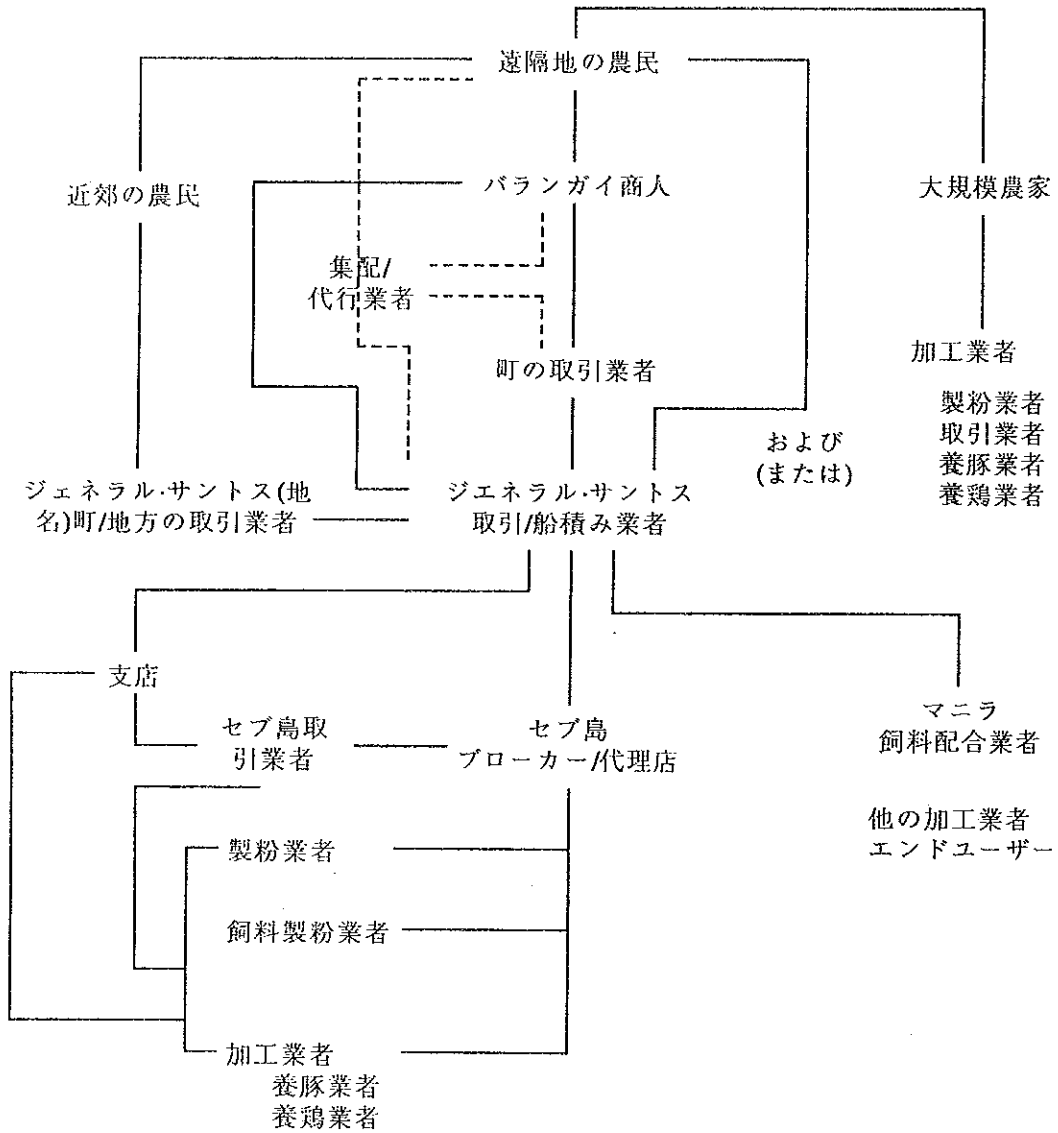 遠隔地の農民
近郊の農民
バランガイ商人
大規模農家
集配/
代行業者
町の取引業者
加工業者
製粉業者
取引業者
養豚業者
養鶏業者
および
(または)
ジェネラル·サントス(地
名)町/地方の取引業者
ジエネラル·サントス
取引/船積み業者
支店
セブ島取
引業者
セブ島
ブローカー/代理店
マニラ
飼料配合業者
他の加工業者
エンドユーザー
製粉業者
飼料製粉業者
加工業者
養豚業者
養鶏業者